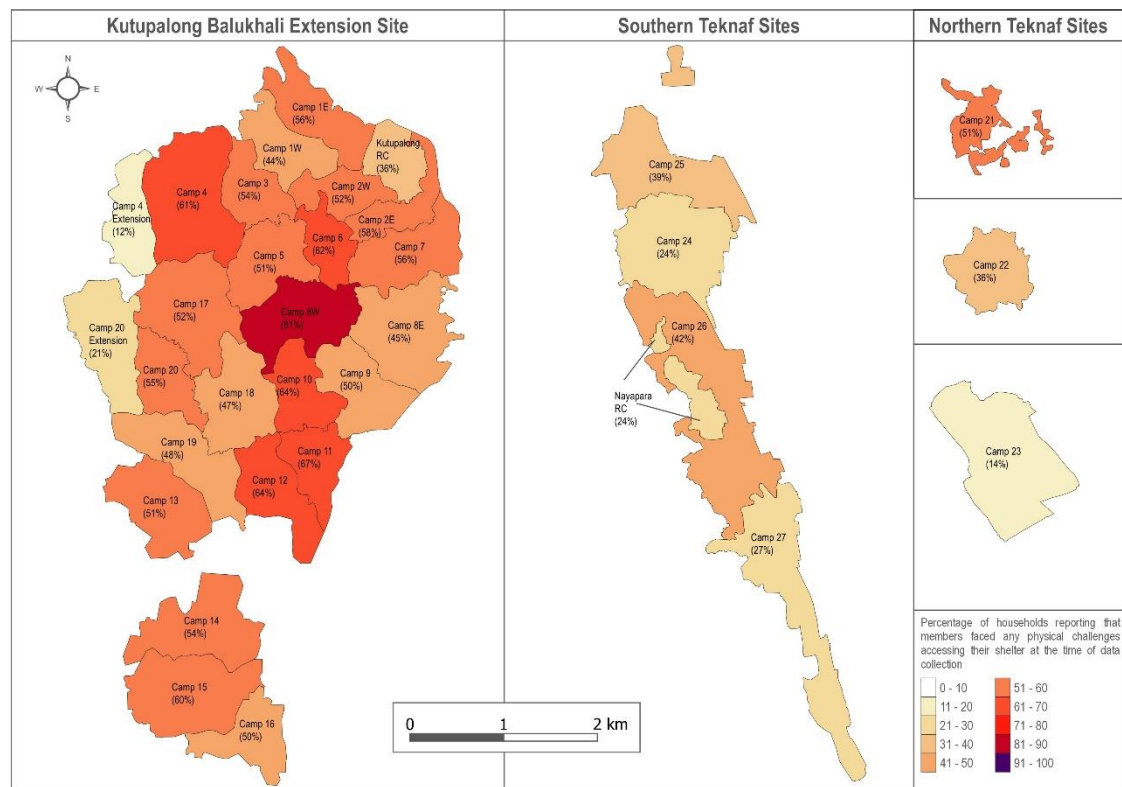 Kutupalong Balukhali Extension Site
Southern Teknaf Sites
Northern Teknaf Sites
N
W E
S
Camp 1E
(56%)
Camp 1W
(44%)
Kutupalong
RC
(36%)
Camp 4
(61%)
Camp 3
(54%)
Camp 2W
(52%)
Camp 4
Extension
(12%)
Camp 6
(62%)
Camp 2E
(58%)
Camp 7
(56%)
Camp 5
(51%)
Camp 17
(52%)
Camp 8W
(81%)
Camp 8E
(45%)
Camp 20
Extension
(21%)
Camp 20
(55%)
Camp 18
(47%)
Camp 10
(64%)
Camp 9
(50%)
Camp 19
(48%)
Camp 11
(67%)
Camp 12
(64%)
Camp 13
(51%)
Camp 14
(54%)
Camp 15
(60%)
Camp 16
(50%)
Camp 25
(39%)
Camp 24
(24%)
Camp 26
(42%)
Nayapara
RC
(24%)
Camp 27
(27%)
0 1 2 km
Camp 21
(51%)
Camp 22
(36%)
Camp 23
(14%)
Percentage of households reporting that
members faced any physical challenges
accessing their shelter at the time of data
collection
0 - 10
11 - 20
21 - 30
31 - 40
41 - 50
51 - 60
61 - 70
71 - 80
81 - 90
91 - 100